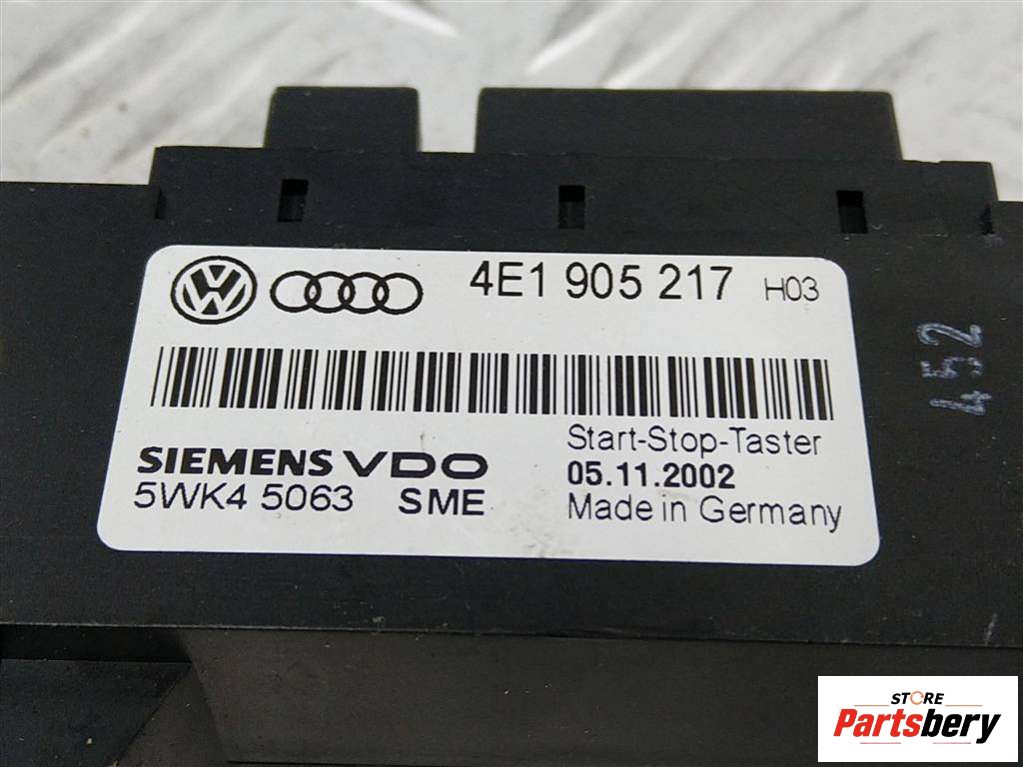 4E1 905 217 H03
SIEMENS VDO
5WK4 5063 SME
Start-Stop-Taster
05.11.2002
Made in Germany
452
STORE
Partsbery